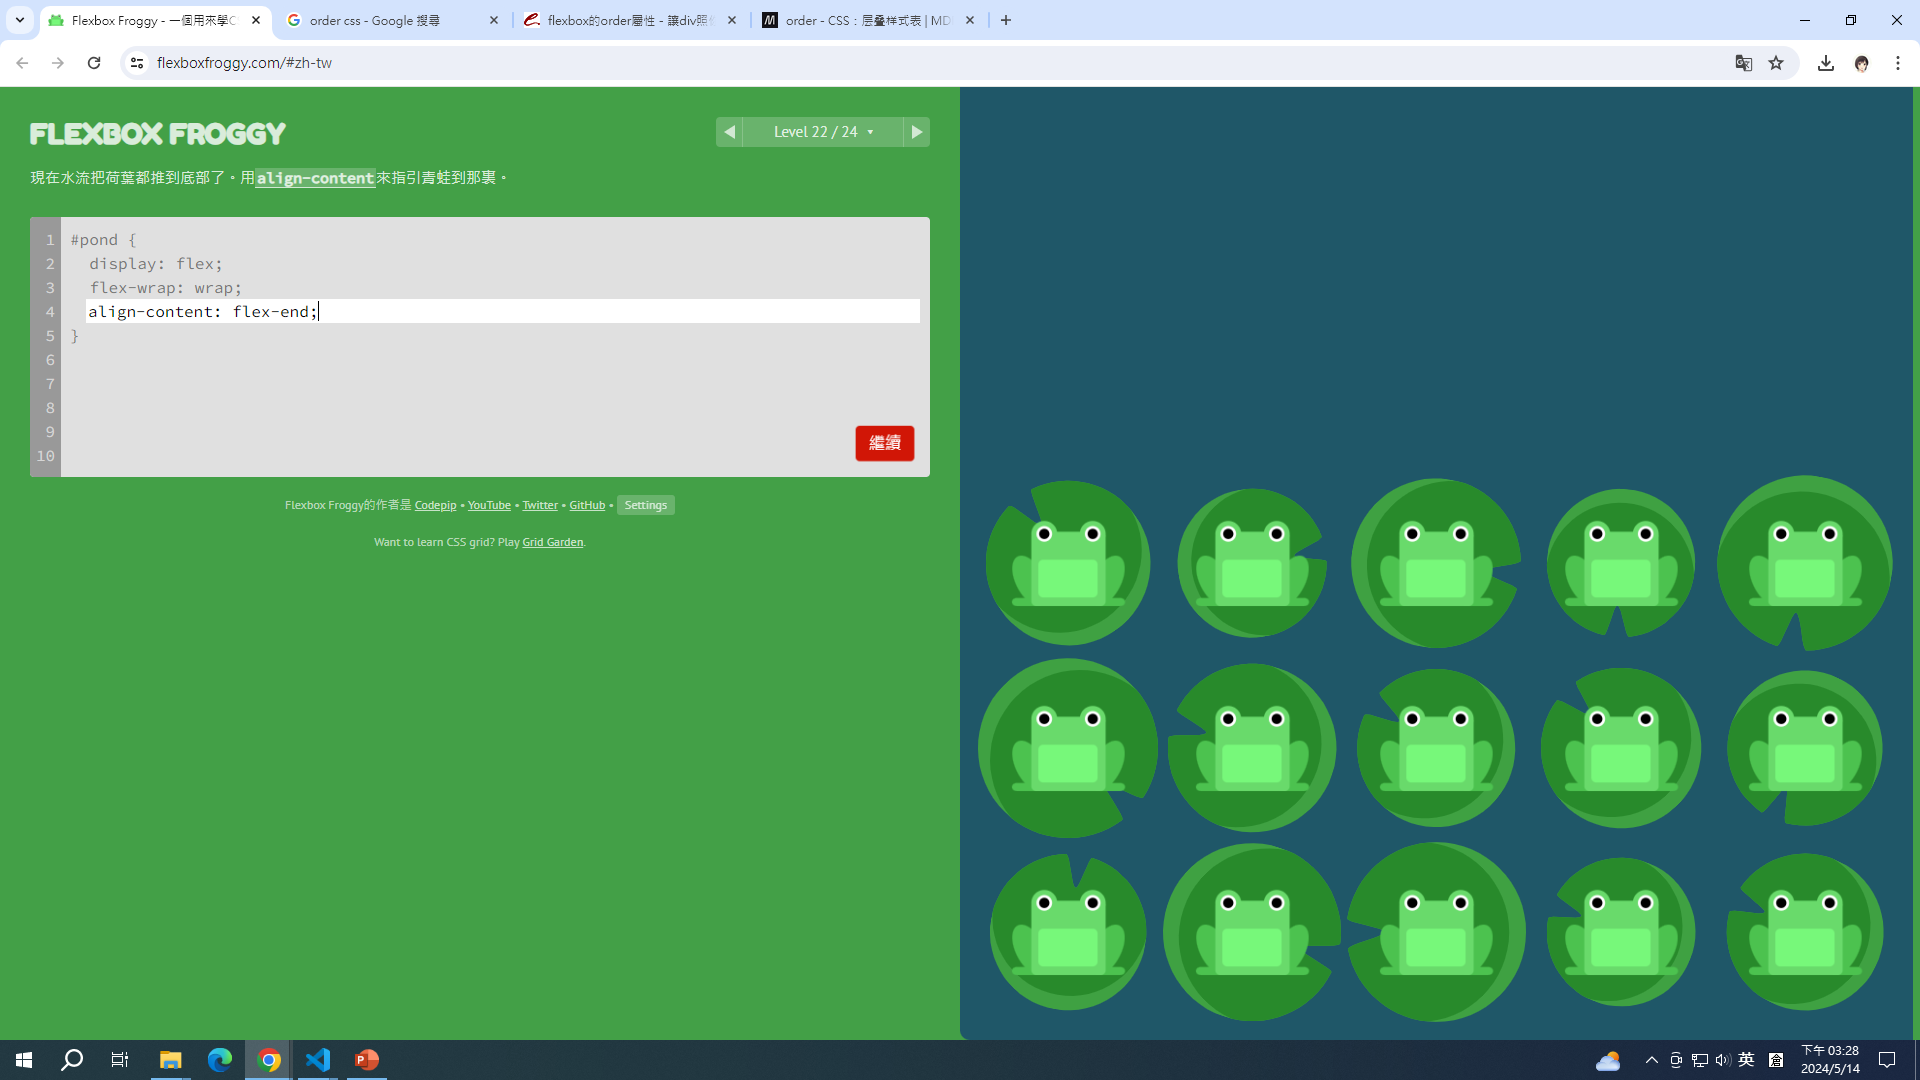 Flexbox Froggy - 一個用來學C
order css - Google 搜尋
flexbox的order屬性 - 讓div照
order - CSS：层叠样式表 | MD
flexboxfroggy.com/#zh-tw
FLEXBOX FROGGY
Level 22 / 24
現在水流把荷葉都推到底部了。用align-content來指引青蛙到那裏。
1 #pond {
2 display: flex;
3 flex-wrap: wrap;
4 align-content: flex-end;
5 }
6
7
8
9
10
繼續
Flexbox Froggy的作者是 Codepip • YouTube • Twitter • GitHub • Settings
Want to learn CSS grid? Play Grid Garden.
英
下午 03:28
2024/5/14